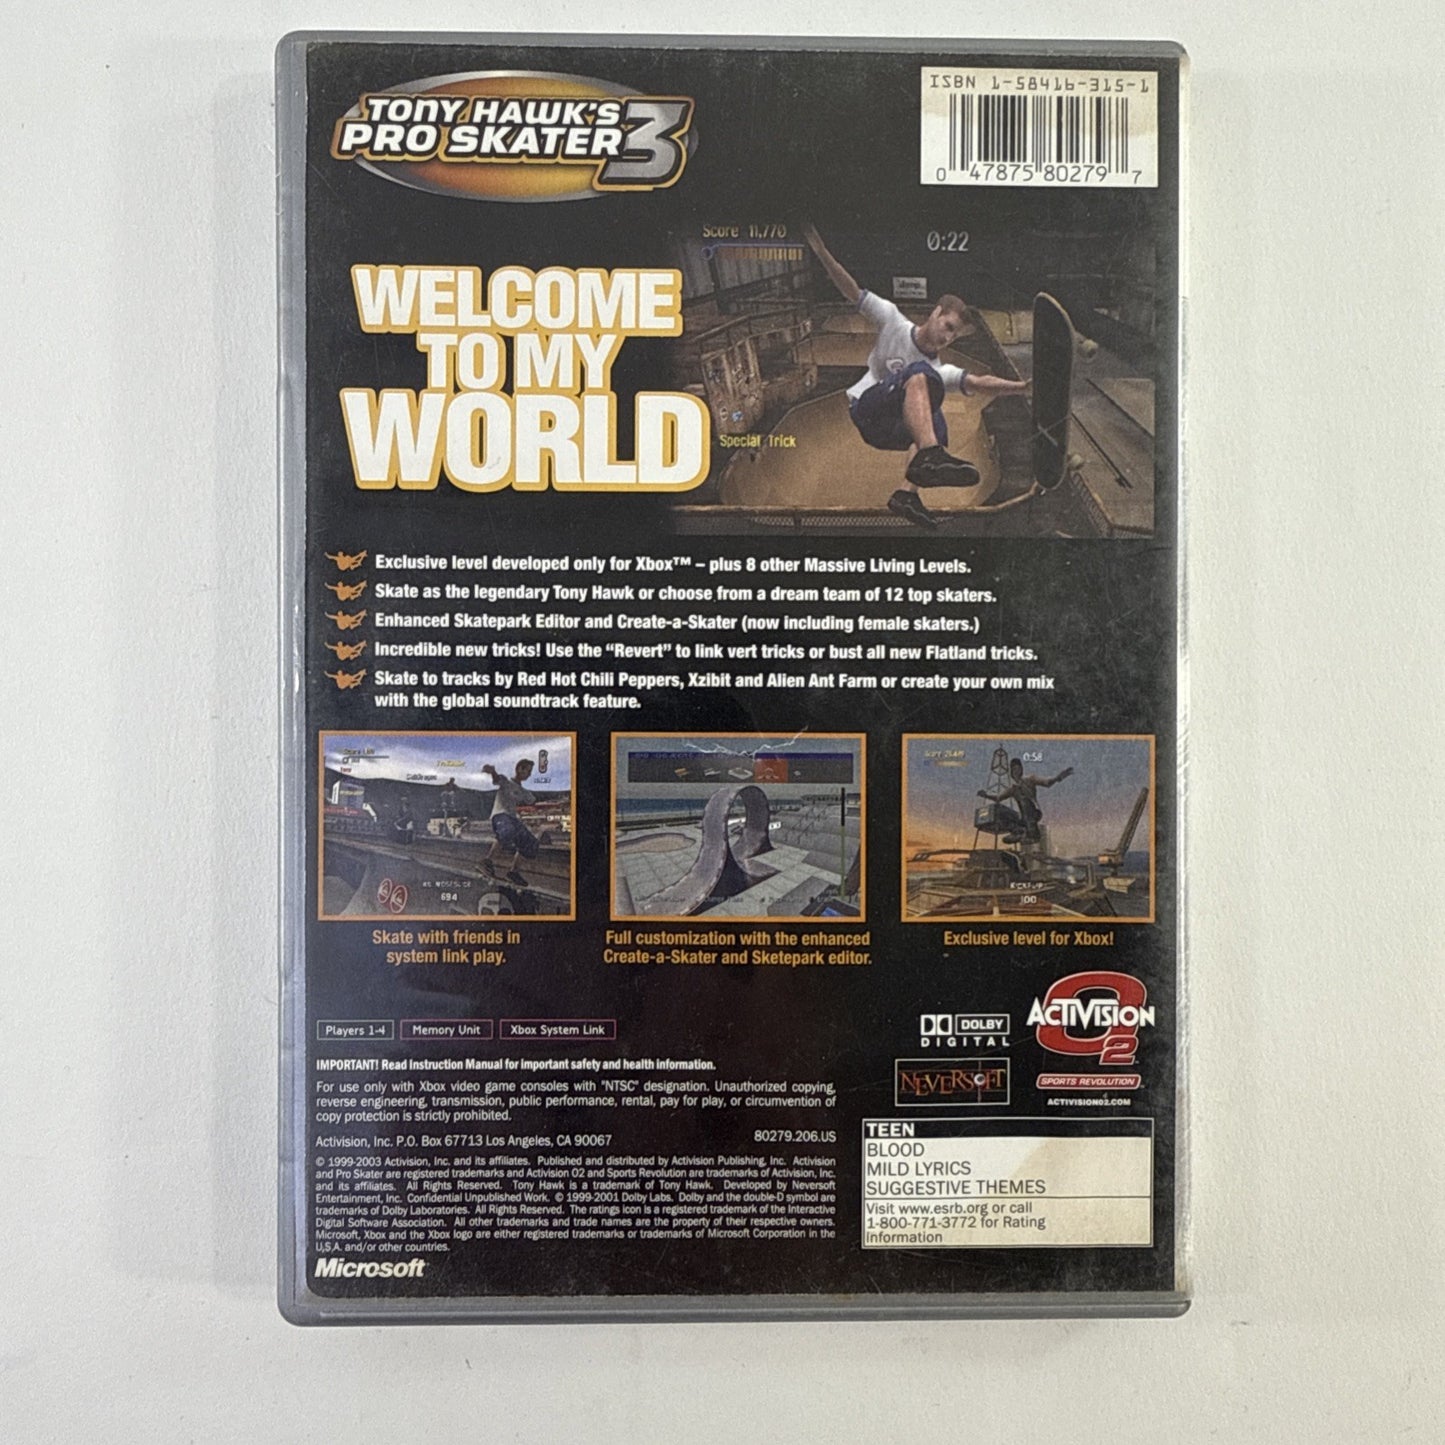 TONY HAWK'S
PRO SKATER 3
ISBN 1-58416-315-1
0 47875 80279 7
Score 11,770
0:22
WELCOME
TO MY
WORLD
Special Trick
Exclusive level developed only for Xbox™ – plus 8 other Massive Living Levels.
Skate as the legendary Tony Hawk or choose from a dream team of 12 top skaters.
Enhanced Skatepark Editor and Create-a-Skater (now including female skaters.)
Incredible new tricks! Use the “Revert” to link vert tricks or bust all new Flatland tricks.
Skate to tracks by Red Hot Chili Peppers, Xzibit and Alien Ant Farm or create your own mix
with the global soundtrack feature.
694
0:58
100
Skate with friends in
system link play.
Full customization with the enhanced
Create-a-Skater and Sketepark editor.
Exclusive level for Xbox!
Players 1-4
Memory Unit
Xbox System Link
DOLBY
DIGITAL
ACTIVISION
O2
SPORTS REVOLUTION
ACTIVISIONO2.COM
NEVERSOFT
IMPORTANT! Read Instruction Manual for important safety and health information.
For use only with Xbox video game consoles with "NTSC" designation. Unauthorized copying,
reverse engineering, transmission, public performance, rental, pay for play, or circumvention of
copy protection is strictly prohibited.
Activision, Inc. P.O. Box 67713 Los Angeles, CA 90067
80279.206.US
© 1999-2003 Activision, Inc. and its affiliates. Published and distributed by Activision Publishing, Inc. Activision
and Pro Skater are registered trademarks and Activision O2 and Sports Revolution are trademarks of Activision, Inc.
and its affiliates. All Rights Reserved. Tony Hawk is a trademark of Tony Hawk. Developed by Neversoft
Entertainment, Inc. Confidential Unpublished Work. © 1999-2001 Dolby Labs. Dolby and the double-D symbol are
trademarks of Dolby Laboratories. All Rights Reserved. The ratings icon is a registered trademark of the Interactive
Digital Software Association. All other trademarks and trade names are the property of their respective owners.
Microsoft, Xbox and the Xbox logo are either registered trademarks or trademarks of Microsoft Corporation in the
U.S.A. and/or other countries.
Microsoft
TEEN
BLOOD
MILD LYRICS
SUGGESTIVE THEMES
Visit www.esrb.org or call
1-800-771-3772 for Rating
Information